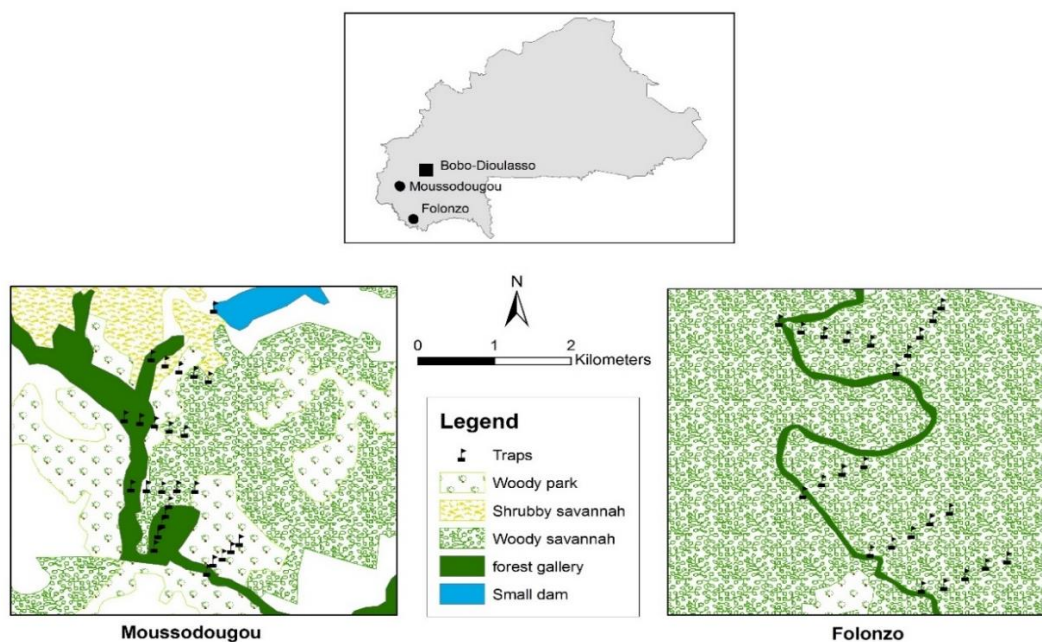 Bobo-Dioulasso
Moussodougou
Folonzo
N
0 1 2
Kilometers
Legend
Traps
Woody park
Shrubby savannah
Woody savannah
forest gallery
Small dam
Moussodougou
Folonzo